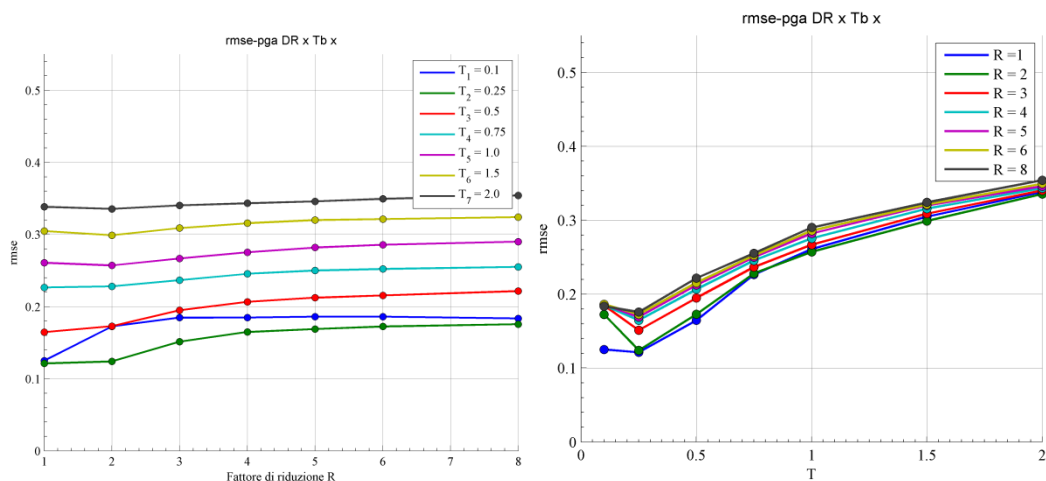 rmse-pga DR x Tb x
T1 = 0.1
T2 = 0.25
T3 = 0.5
T4 = 0.75
T5 = 1.0
T6 = 1.5
T7 = 2.0
0.5
0.4
0.3
0.2
0.1
0
rmse
1 2 3 4 5 6 7 8
Fattore di riduzione R
rmse-pga DR x Tb x
R =1
R = 2
R = 3
R = 4
R = 5
R = 6
R = 8
0.5
0.4
0.3
0.2
0.1
0
rmse
0 0.5 1 1.5 2
T